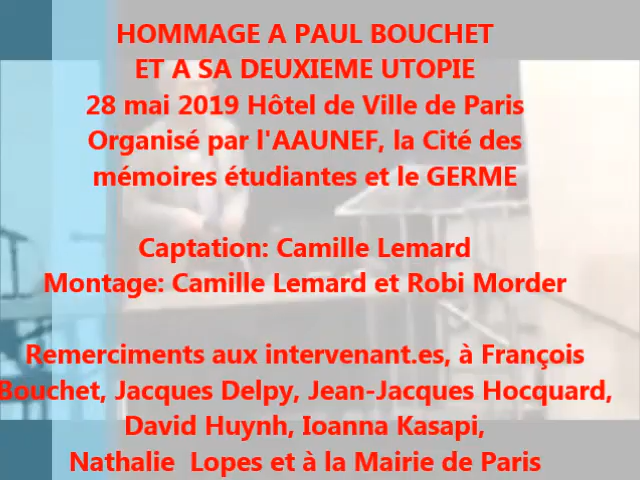 HOMMAGE A PAUL BOUCHET
ET A SA DEUXIEME UTOPIE
28 mai 2019 Hôtel de Ville de Paris
Organisé par l'AAUNEF, la Cité des
mémoires étudiantes et le GERME
Captation: Camille Lemard
Montage: Camille Lemard et Robi Morder
Remerciments aux intervenant.es, à François
Bouchet, Jacques Delpy, Jean-Jacques Hocquard,
David Huynh, Ioanna Kasapi,
Nathalie  Lopes et à la Mairie de Paris